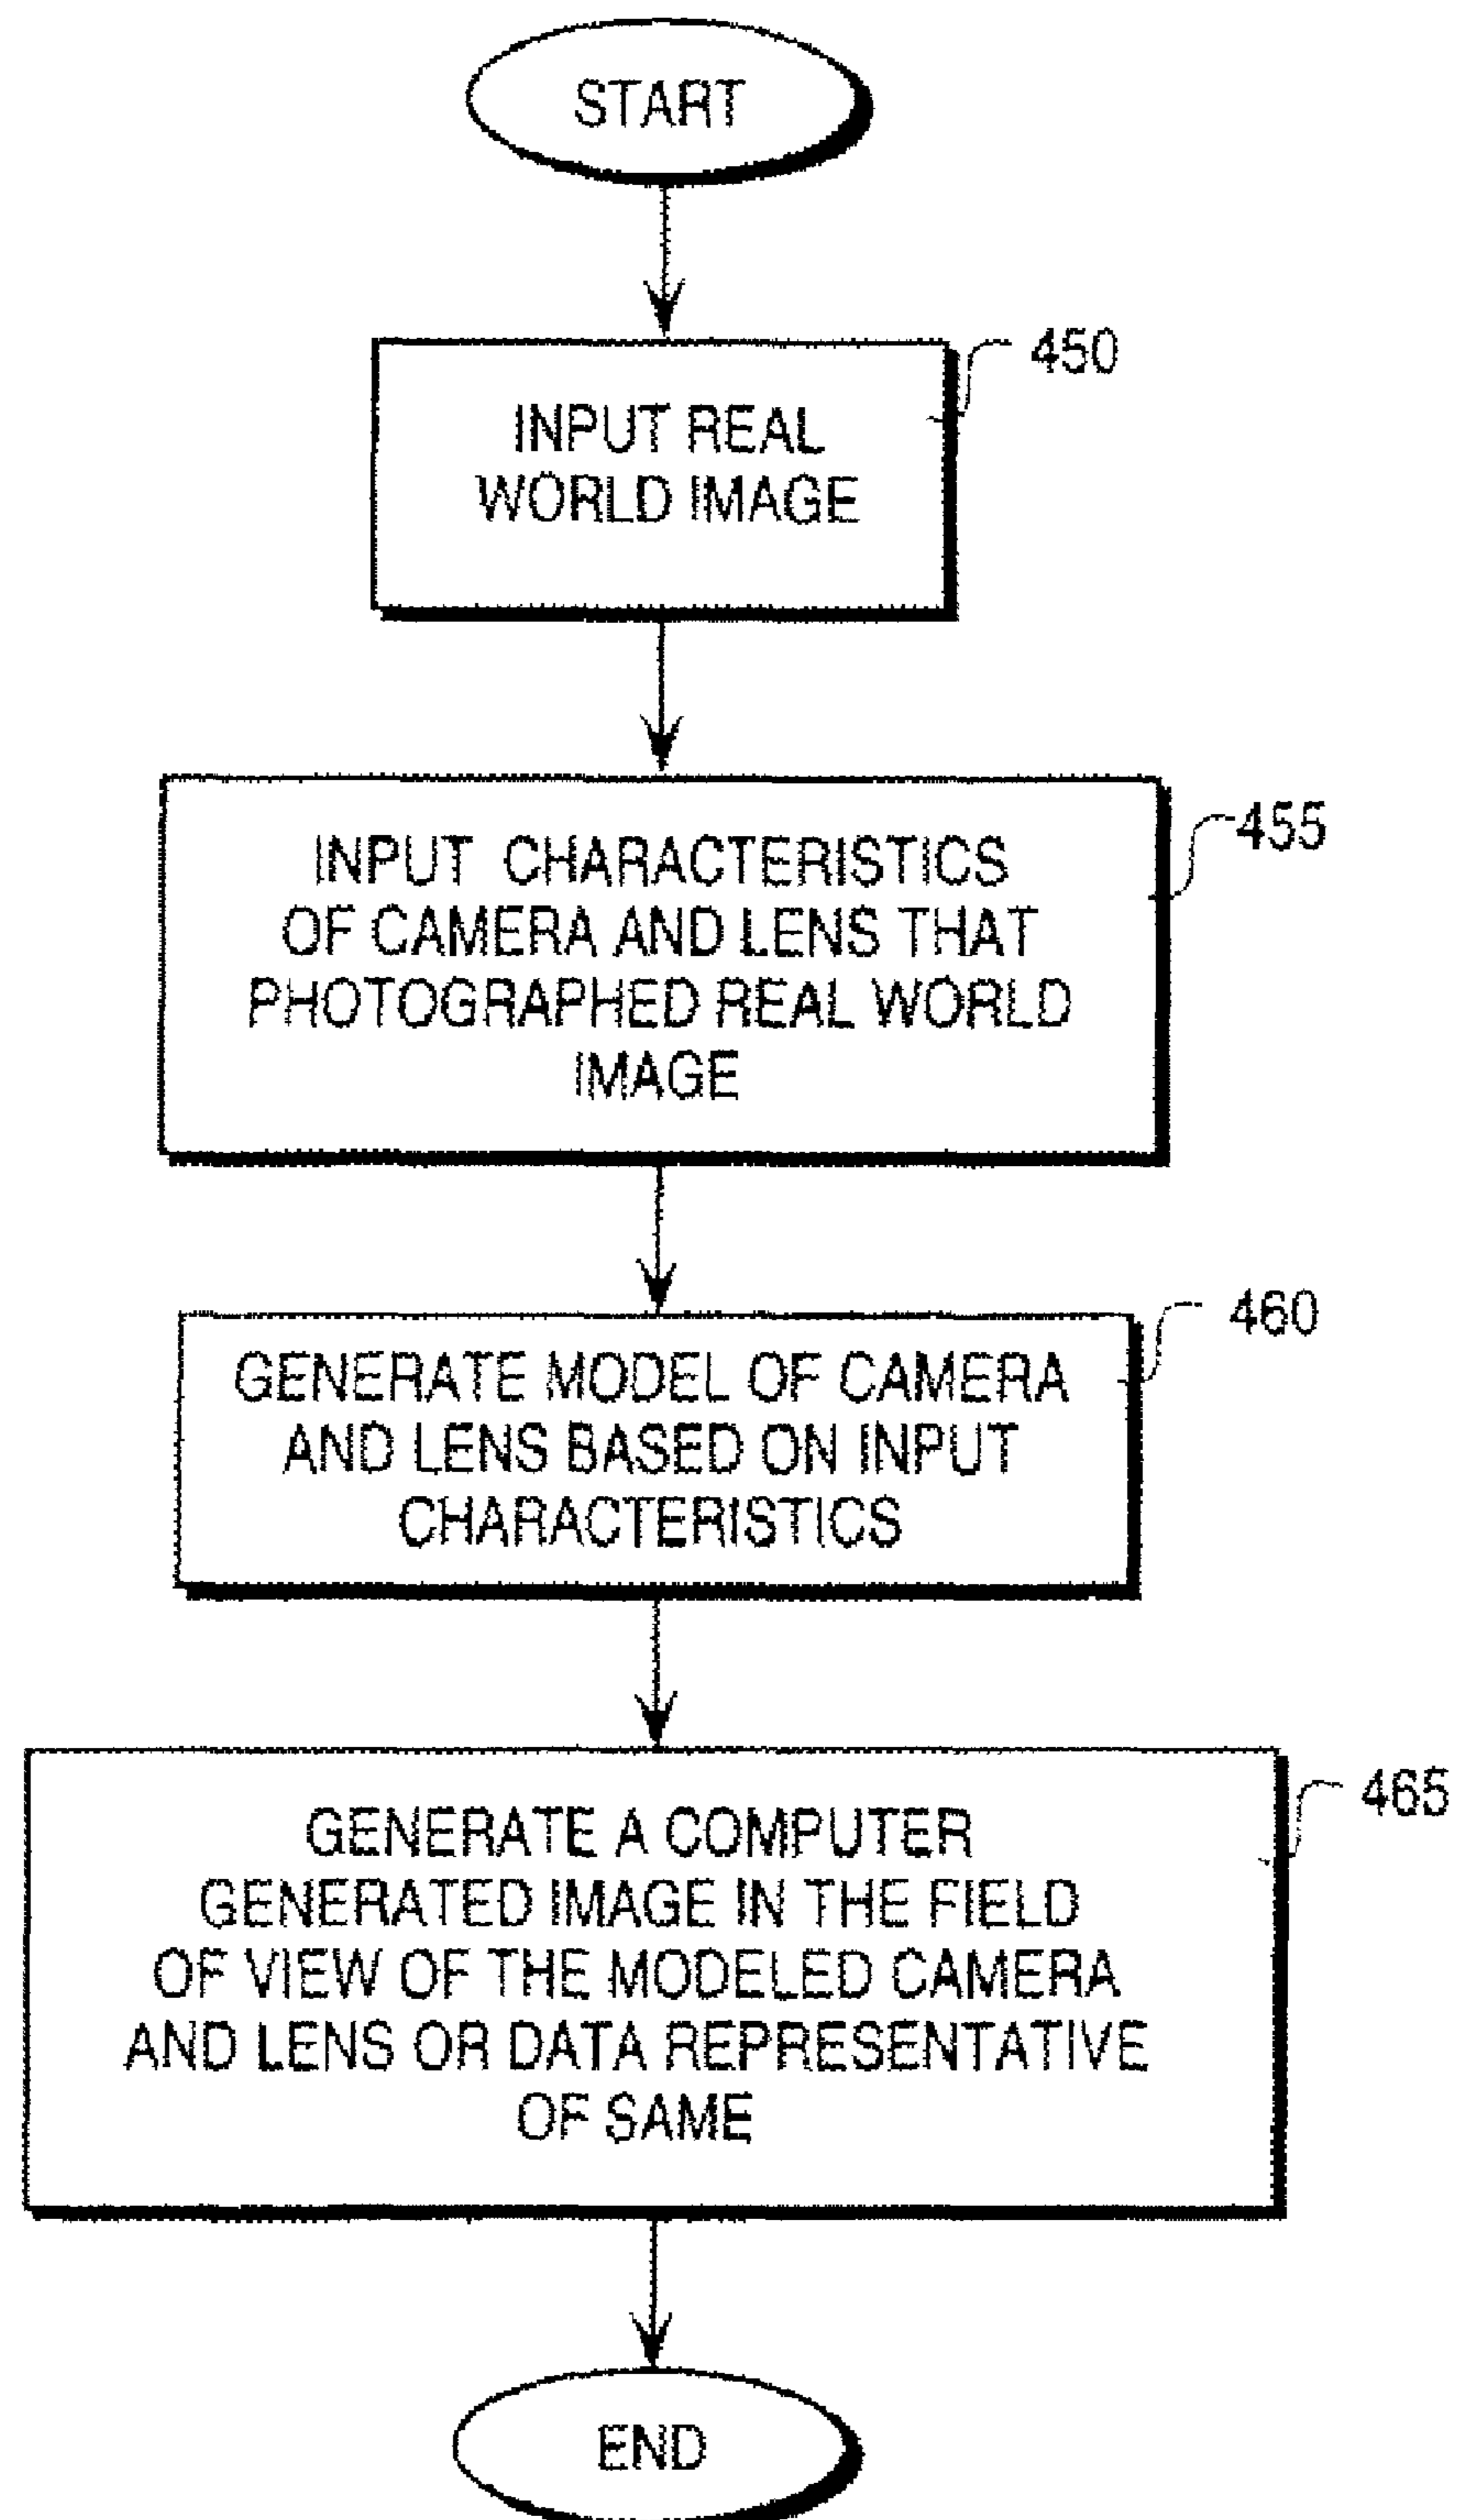 START
450
INPUT REAL
WORLD IMAGE
455
INPUT CHARACTERISTICS
OF CAMERA AND LENS THAT
PHOTOGRAPHED REAL WORLD
IMAGE
460
GENERATE MODEL OF CAMERA
AND LENS BASED ON INPUT
CHARACTERISTICS
465
GENERATE A COMPUTER
GENERATED IMAGE IN THE FIELD
OF VIEW OF THE MODELED CAMERA
AND LENS OR DATA REPRESENTATIVE
OF SAME
END